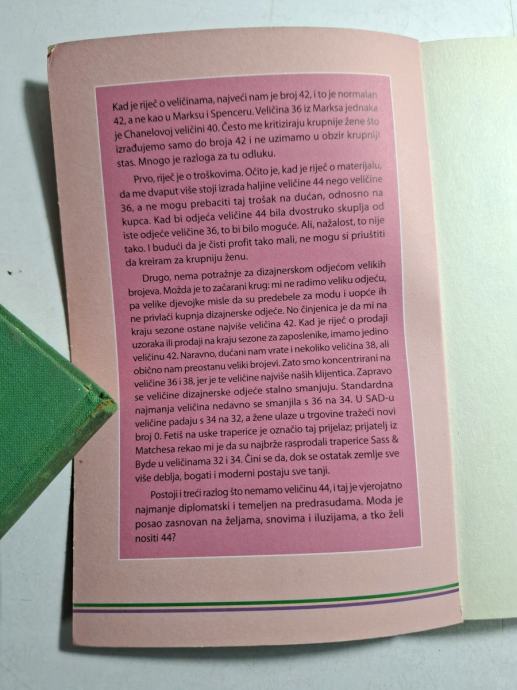 Kad je riječ o veličinama, najveći nam je broj 42, i to je normalan
42, a ne kao u Marksu i Spenceru. Veličina 36 iz Marksa jednaka
je Chanelovoj veličini 40. Često me kritiziraju krupnije žene što
izrađujemo samo do broja 42 i ne uzimamo u obzir krupniji
stas. Mnogo je razloga za tu odluku.
Prvo, riječ je o troškovima. Očito je, kad je riječ o materijalu,
da me dvaput više stoji izrada haljine veličine 44 nego veličine
36, a ne mogu prebaciti taj trošak na dućan, odnosno na
kupca. Kad bi odjeća veličine 44 bila dvostruko skuplja od
iste odjeće veličine 36, to bi bilo moguće. Ali, nažalost, to nije
tako. I budući da je čisti profit tako mali, ne mogu si priuštiti
da kreiram za krupniju ženu.
Drugo, nema potražnje za dizajnerskom odjećom velikih
brojeva. Možda je to začarani krug: mi ne radimo veliku odjeću,
pa velike djevojke misle da su predebele za modu i uopće ih
ne privlači kupnja dizajnerske odjeće. No činjenica je da mi na
kraju sezone ostane najviše veličina 42. Kad je riječ o prodaji
uzoraka ili prodaji na kraju sezone za zaposlenike, imamo jedino
veličinu 42. Naravno, dućani nam vrate i nekoliko veličina 38, ali
obično nam preostanu veliki brojevi. Zato smo koncentrirani na
veličine 36 i 38, jer je te veličine najviše naših klijentica. Zapravo
se veličine dizajnerske odjeće stalno smanjuju. Standardna
najmanja veličina nedavno se smanjila s 36 na 34. U SAD-u
veličine padaju s 34 na 32, a žene ulaze u trgovine tražeći novi
broj 0. Fetiš na uske traperice je označio taj prijelaz; prijatelj iz
Matchesa rekao mi je da su najbrže rasprodali traperice Sass &
Byde u veličinama 32 i 34. Čini se da, dok se ostatak zemlje sve
više deblja, bogati i moderni postaju sve tanji.
Postoji i treći razlog što nemamo veličinu 44, i taj je vjerojatno
najmanje diplomatski i temeljen na predrasudama. Moda je
posao zasnovan na željama, snovima i iluzijama, a tko želi
nositi 44?